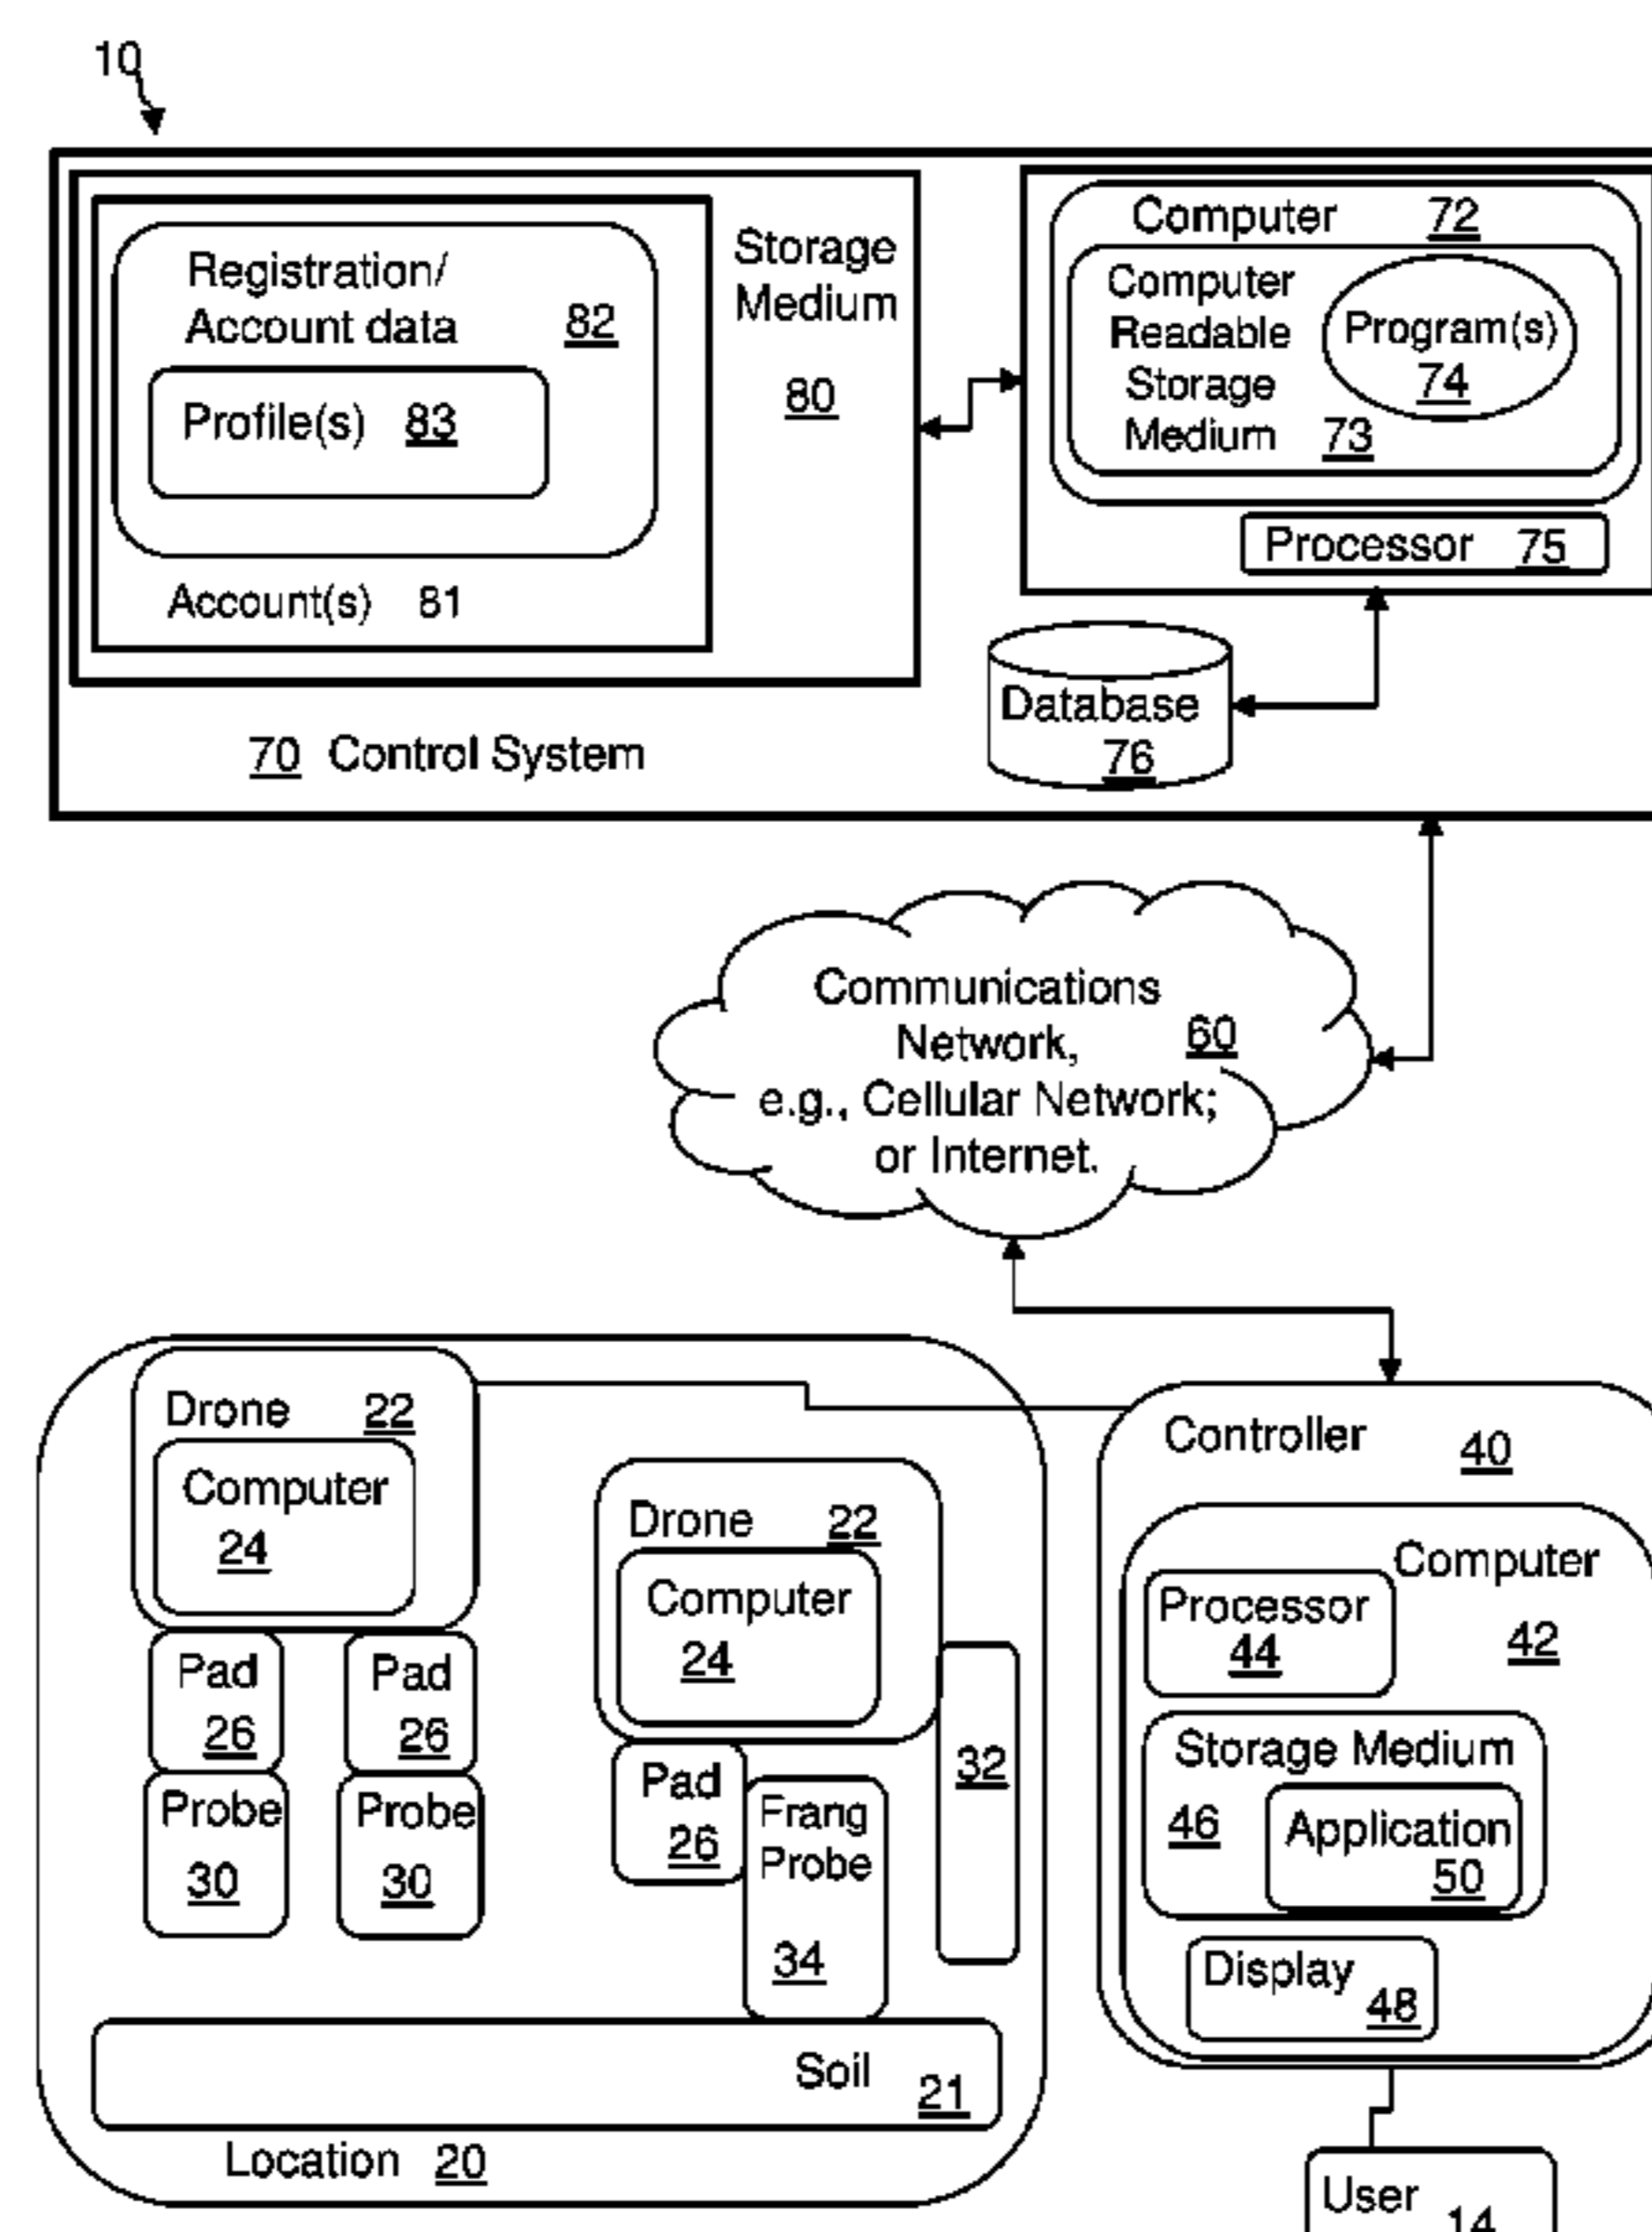 10
Registration/
Account data 82
Profile(s) 83
Account(s) 81
Storage
Medium
80
70 Control System
Computer 72
Computer
Readable
Storage
Medium 73
Program(s)
74
Processor 75
Database
76
Communications
Network, 60
e.g., Cellular Network;
or Internet.
Drone 22
Computer
24
Pad
26
Pad
26
Probe
30
Probe
30
Drone 22
Computer
24
Pad
26
Frang
Probe
34
32
Soil 21
Location 20
Controller 40
Computer
42
Processor
44
Storage Medium
46
Application
50
Display
48
User
14